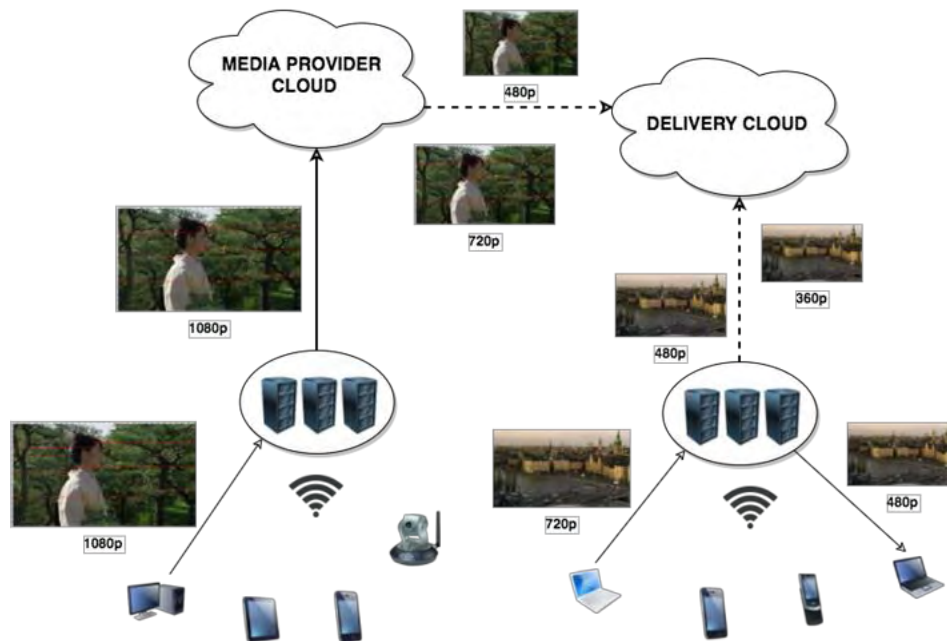 480p
MEDIA PROVIDER
CLOUD
DELIVERY CLOUD
720p
1080p
360p
480p
1080p
720p
480p